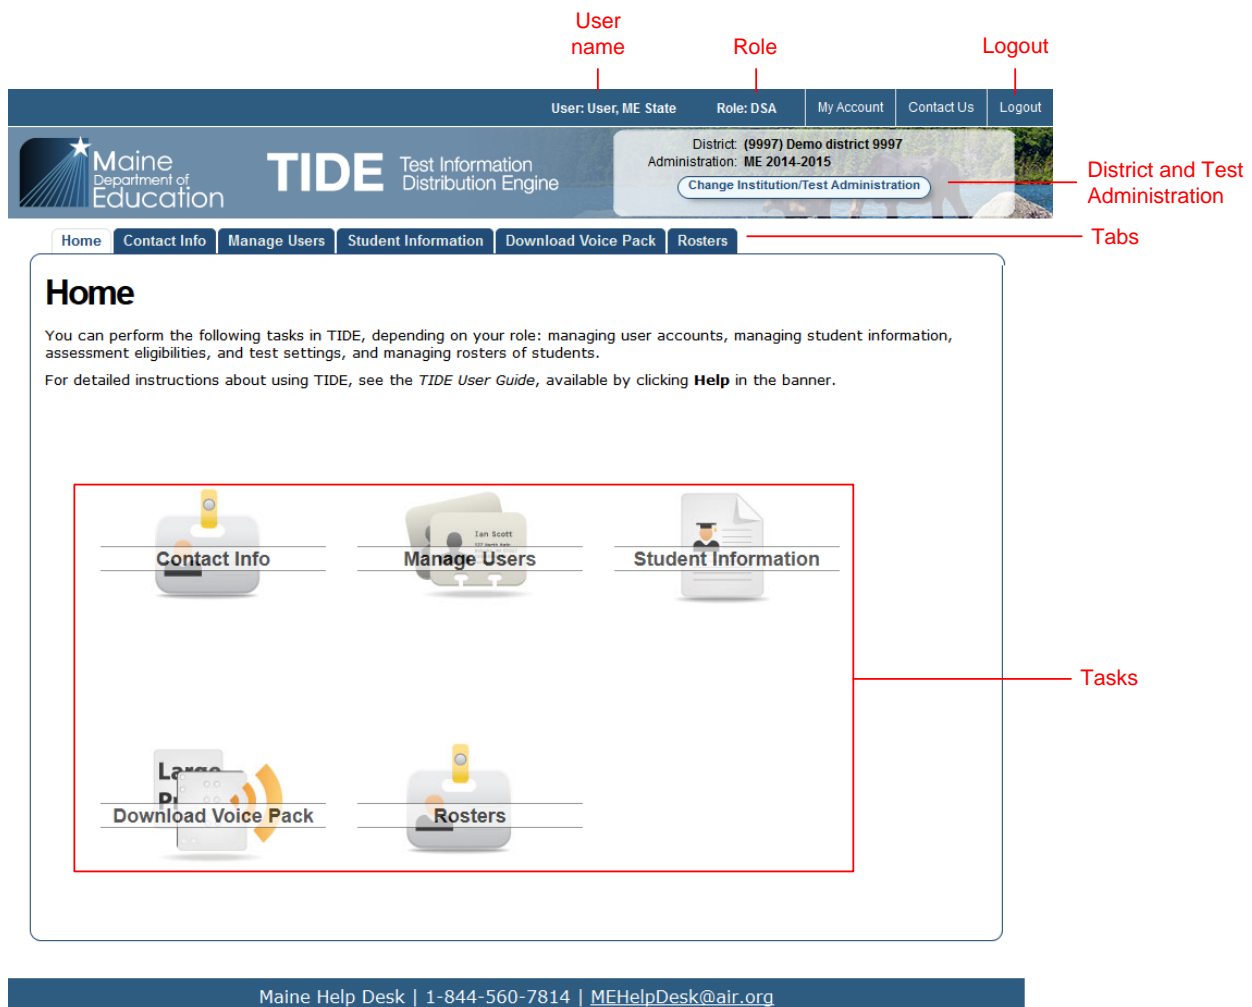 User
name
Role
Logout
User: User, ME State
Role: DSA
My Account
Contact Us
Logout
Maine
Department of
Education
TIDE
Test Information
Distribution Engine
District: (9997) Demo district 9997
Administration: ME 2014-2015
Change Institution/Test Administration
District and Test
Administration
Home
Contact Info
Manage Users
Student Information
Download Voice Pack
Rosters
Tabs
Home
You can perform the following tasks in TIDE, depending on your role: managing user accounts, managing student information,
assessment eligibilities, and test settings, and managing rosters of students.
For detailed instructions about using TIDE, see the TIDE User Guide, available by clicking Help in the banner.
Ian Scott
Contact Info
Manage Users
Student Information
Tasks
Large
Download Voice Pack
Rosters
Maine Help Desk | 1-844-560-7814 | MEHelpDesk@air.org